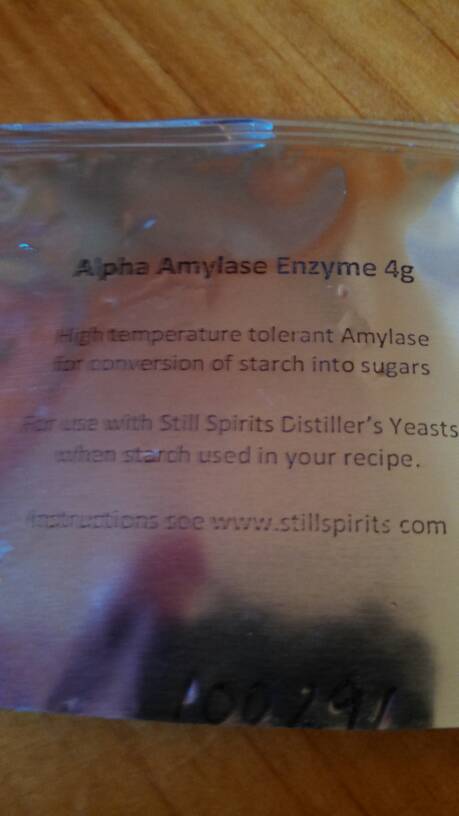 Alpha Amylase Enzyme 4g
High temperature tolerant Amylase
for conversion of starch into sugars
For use with Still Spirits Distiller's Yeasts
when starch used in your recipe.
Instructions see www.stillspirits com
100291